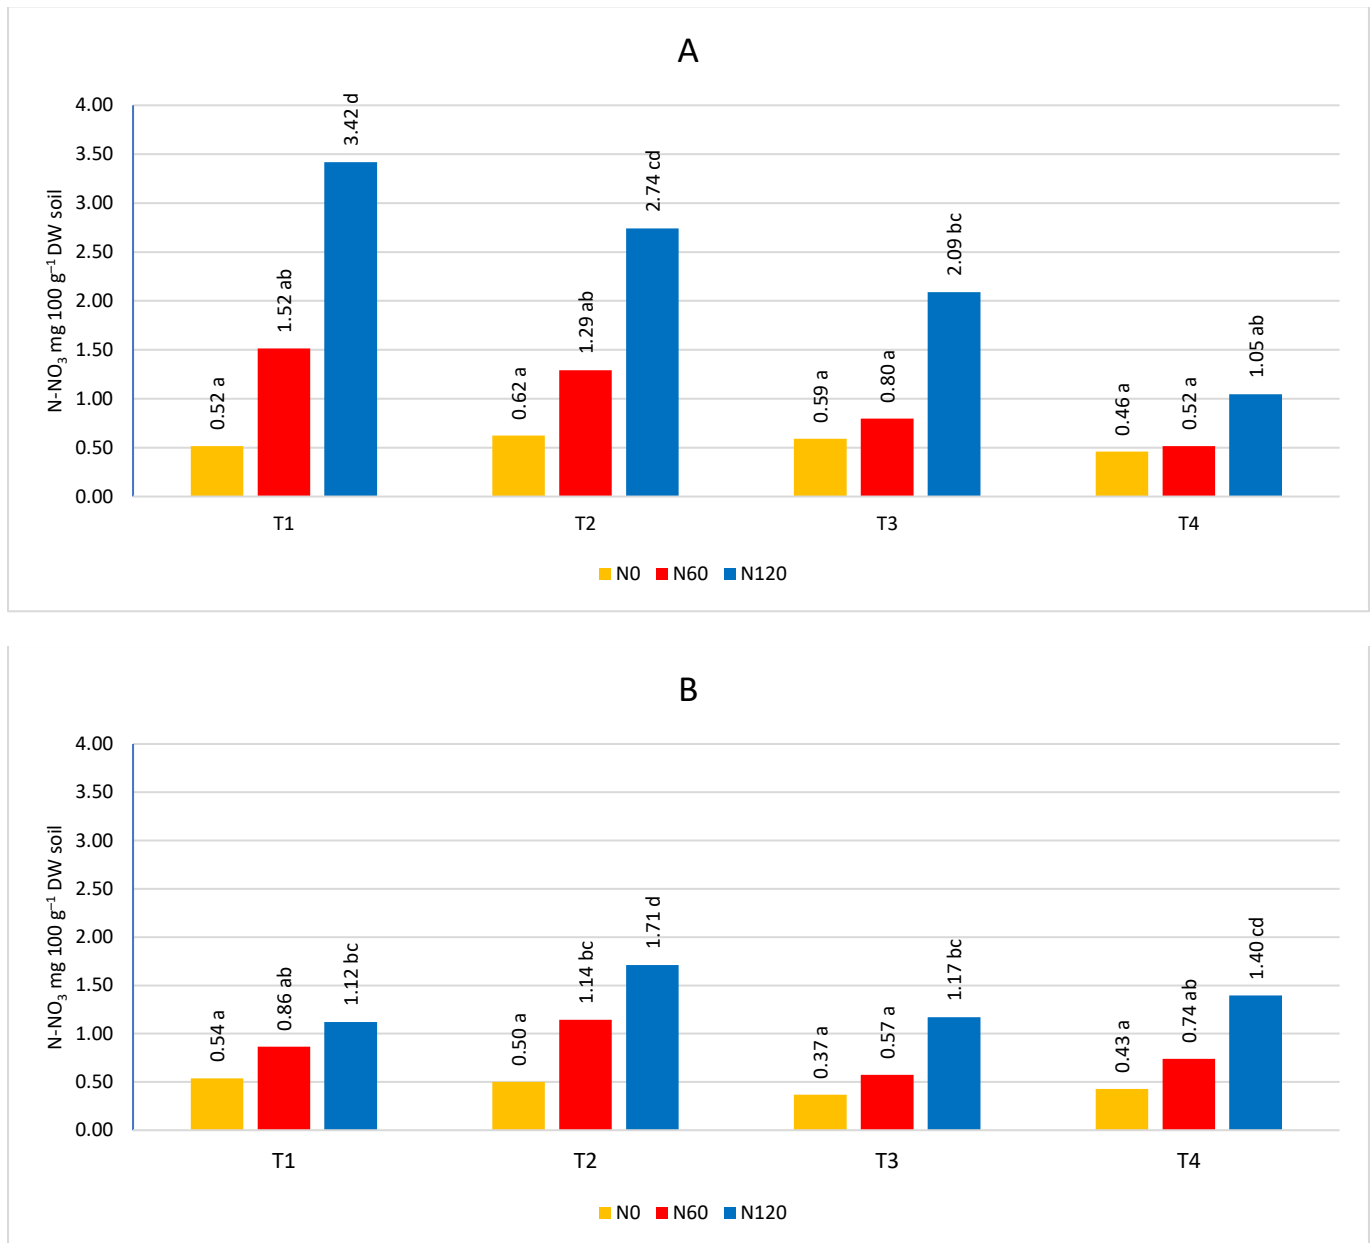 A
N-NO₃ mg 100 g⁻¹ DW soil
4.00
3.50
3.00
2.50
2.00
1.50
1.00
0.50
0.00
0.52 a
1.52 ab
3.42 d
0.62 a
1.29 ab
2.74 cd
0.59 a
0.80 a
2.09 bc
0.46 a
0.52 a
1.05 ab
T1 T2 T3 T4
N0 N60 N120
B
N-NO₃ mg 100 g⁻¹ DW soil
4.00
3.50
3.00
2.50
2.00
1.50
1.00
0.50
0.00
0.54 a
0.86 ab
1.12 bc
0.50 a
1.14 bc
1.71 d
0.37 a
0.57 a
1.17 bc
0.43 a
0.74 ab
1.40 cd
T1 T2 T3 T4
N0 N60 N120